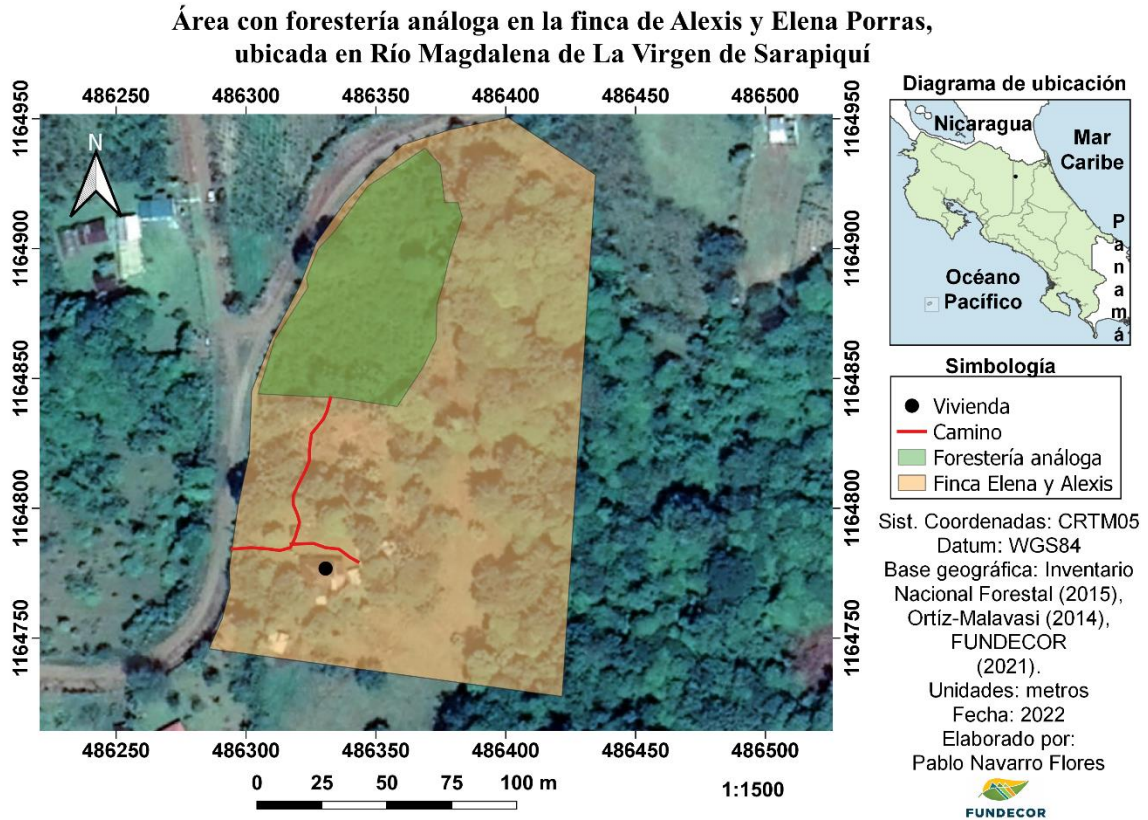 Área con forestería análoga en la finca de Alexis y Elena Porras,
ubicada en Río Magdalena de La Virgen de Sarapiquí
486250 486300 486350 486400 486450 486500
1164950
1164900
1164850
1164800
1164750
N
1164950
1164900
1164850
1164800
1164750
486250 486300 486350 486400 486450 486500
0 25 50 75 100 m
1:1500
Diagrama de ubicación
Nicaragua
Mar
Caribe
Océano
Pacífico
Panamá
Simbología
Vivienda
Camino
Forestería análoga
Finca Elena y Alexis
Sist. Coordenadas: CRTM05
Datum: WGS84
Base geográfica: Inventario
Nacional Forestal (2015),
Ortíz-Malavasi (2014),
FUNDECOR
(2021).
Unidades: metros
Fecha: 2022
Elaborado por:
Pablo Navarro Flores
FUNDECOR